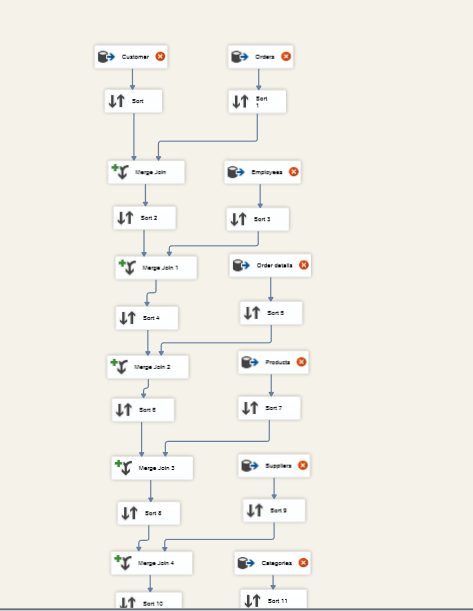 Customer
Orders
Sort
Sort
1
Merge Join
Employees
Sort 2
Sort 3
Merge Join 1
Order details
Sort 4
Sort 5
Merge Join 2
Products
Sort 6
Sort 7
Merge Join 3
Suppliers
Sort 8
Sort 9
Merge Join 4
Categories
Sort 10
Sort 11